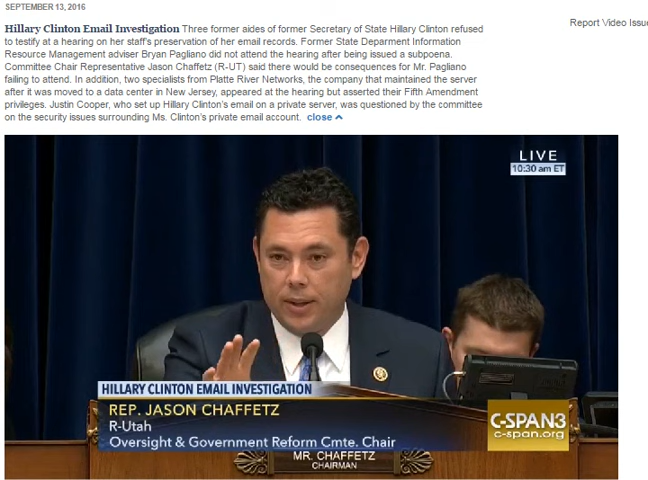 SEPTEMBER 13, 2016
Report Video Issue
Hillary Clinton Email Investigation Three former aides of former Secretary of State Hillary Clinton refused
to testify at a hearing on her staff's preservation of her email records. Former State Deparment Information
Resource Management adviser Bryan Pagliano did not attend the hearing after being issued a subpoena.
Committee Chair Representative Jason Chaffetz (R-UT) said there would be consequences for Mr. Pagliano
failing to attend. In addition, two specialists from Platte River Networks, the company that maintained the server
after it was moved to a data center in New Jersey, appeared at the hearing but asserted their Fifth Amendment
privileges. Justin Cooper, who set up Hillary Clinton's email on a private server, was questioned by the committee
on the security issues surrounding Ms. Clinton's private email account. close
LIVE
10:30 am ET
HILLARY CLINTON EMAIL INVESTIGATION
REP. JASON CHAFFETZ
R-Utah
Oversight & Government Reform Cmte. Chair
C-SPAN3
c-span.org
MR. CHAFFETZ
CHAIRMAN